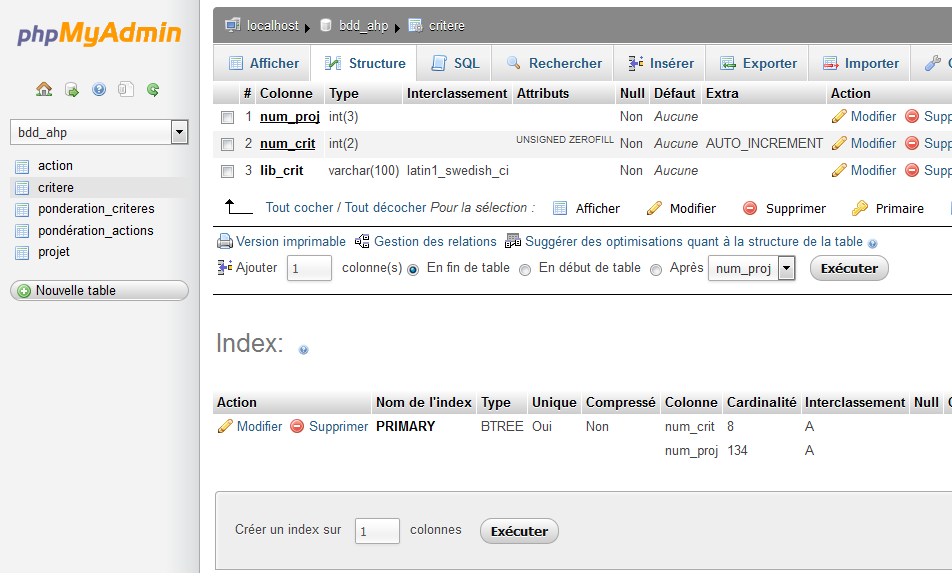 phpMyAdmin
bdd_ahp
action
critere
ponderation_criteres
pondération_actions
projet
Nouvelle table
localhost bdd_ahp critere
Afficher Structure SQL Rechercher Insérer Exporter Importer
# Colonne Type Interclassement Attributs Null Défaut Extra Action
1 num_proj int(3) Non Aucune Modifier Supp
2 num_crit int(2) UNSIGNED ZEROFILL Non Aucune AUTO_INCREMENT Modifier Supp
3 lib_crit varchar(100) latin1_swedish_ci Non Aucune Modifier Supp
Tout cocher / Tout décocher Pour la sélection : Afficher Modifier Supprimer Primaire
Version imprimable Gestion des relations Suggérer des optimisations quant à la structure de la table
Ajouter 1 colonne(s) En fin de table En début de table Après num_proj Exécuter
Index:
Action Nom de l'index Type Unique Compressé Colonne Cardinalité Interclassement Null
Modifier Supprimer PRIMARY BTREE Oui Non num_crit 8 A
num_proj 134 A
Créer un index sur 1 colonnes Exécuter